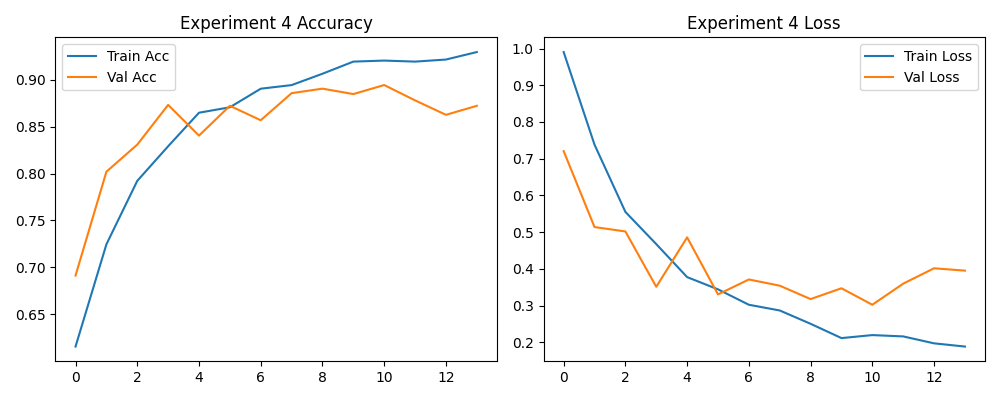 Experiment 4 Accuracy
Train Acc
Val Acc
0.90
0.85
0.80
0.75
0.70
0.65
0 2 4 6 8 10 12
Experiment 4 Loss
Train Loss
Val Loss
1.0
0.9
0.8
0.7
0.6
0.5
0.4
0.3
0.2
0 2 4 6 8 10 12